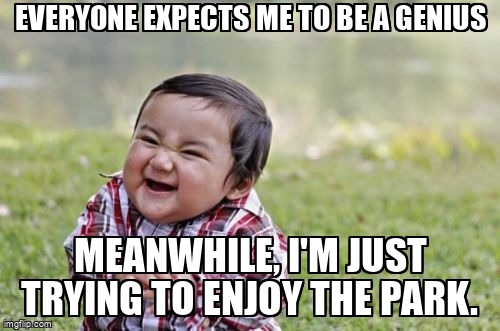 EVERYONE EXPECTS ME TO BE A GENIUS
MEANWHILE, I'M JUST
TRYING TO ENJOY THE PARK.
imgflip.com